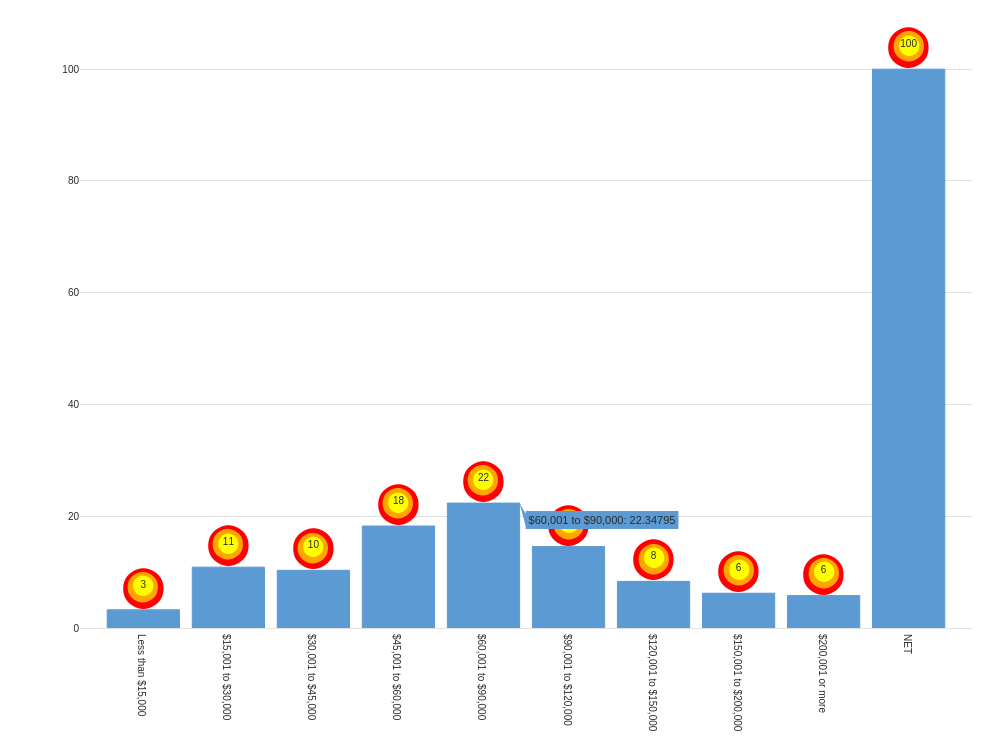 100
100
80
60
40
22
18
20
$60,001 to $90,000: 22.34795
11
10
8
6
6
3
0
Less than $15,000
$15,001 to $30,000
$30,001 to $45,000
$45,001 to $60,000
$60,001 to $90,000
$90,001 to $120,000
$120,001 to $150,000
$150,001 to $200,000
$200,001 or more
NET